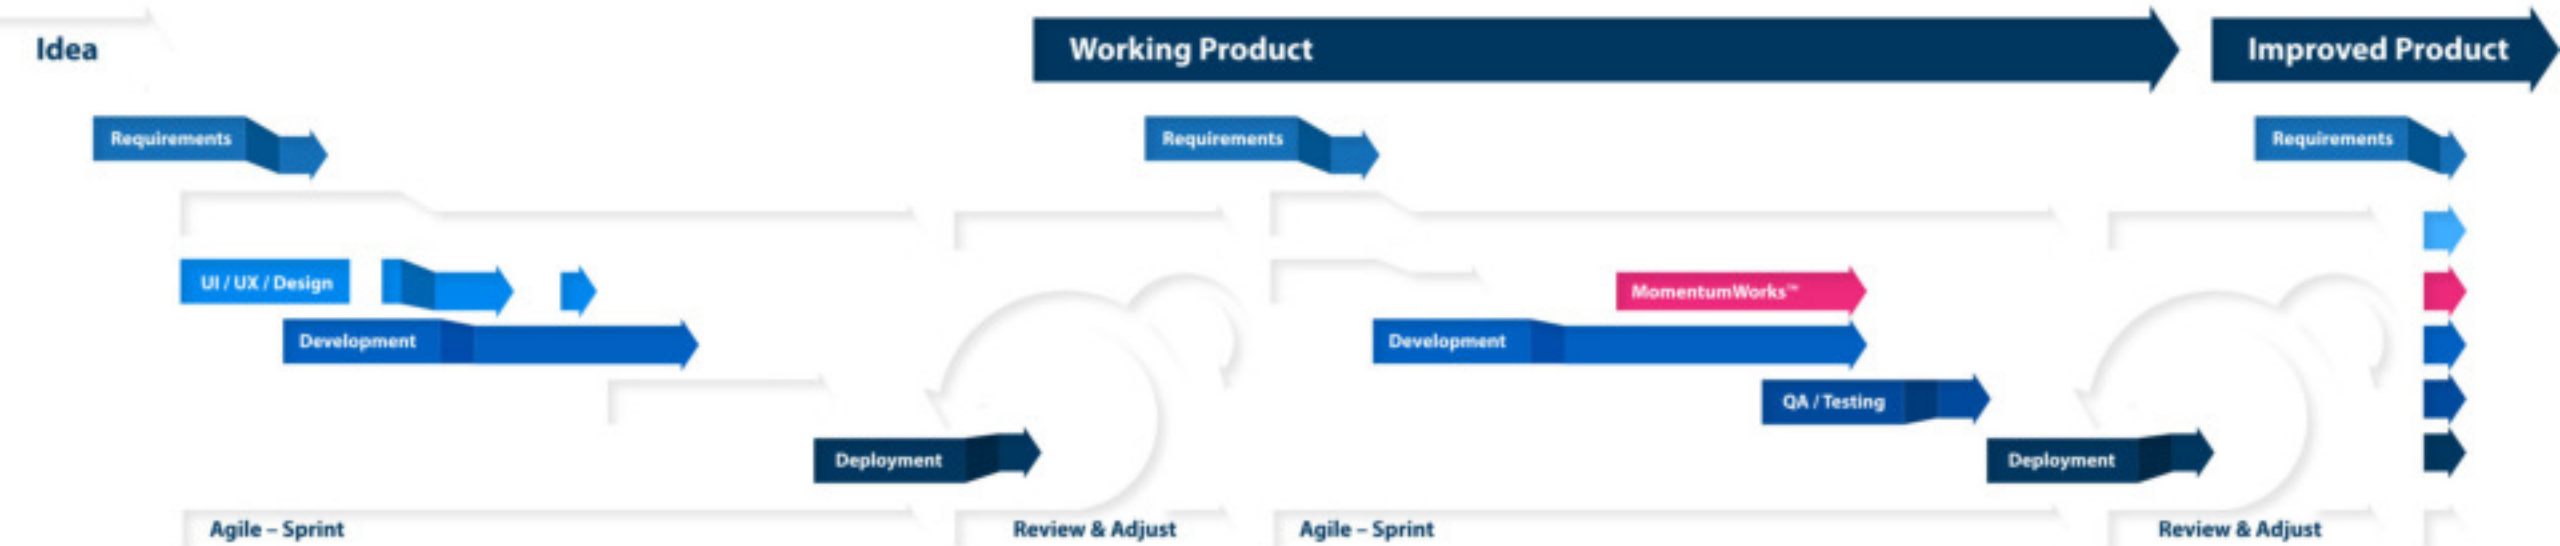 Idea
Working Product
Improved Product
Requirements
Requirements
Requirements
UI / UX / Design
MomentumWorks™
Development
Development
QA / Testing
Deployment
Deployment
Agile – Sprint
Review & Adjust
Agile – Sprint
Review & Adjust